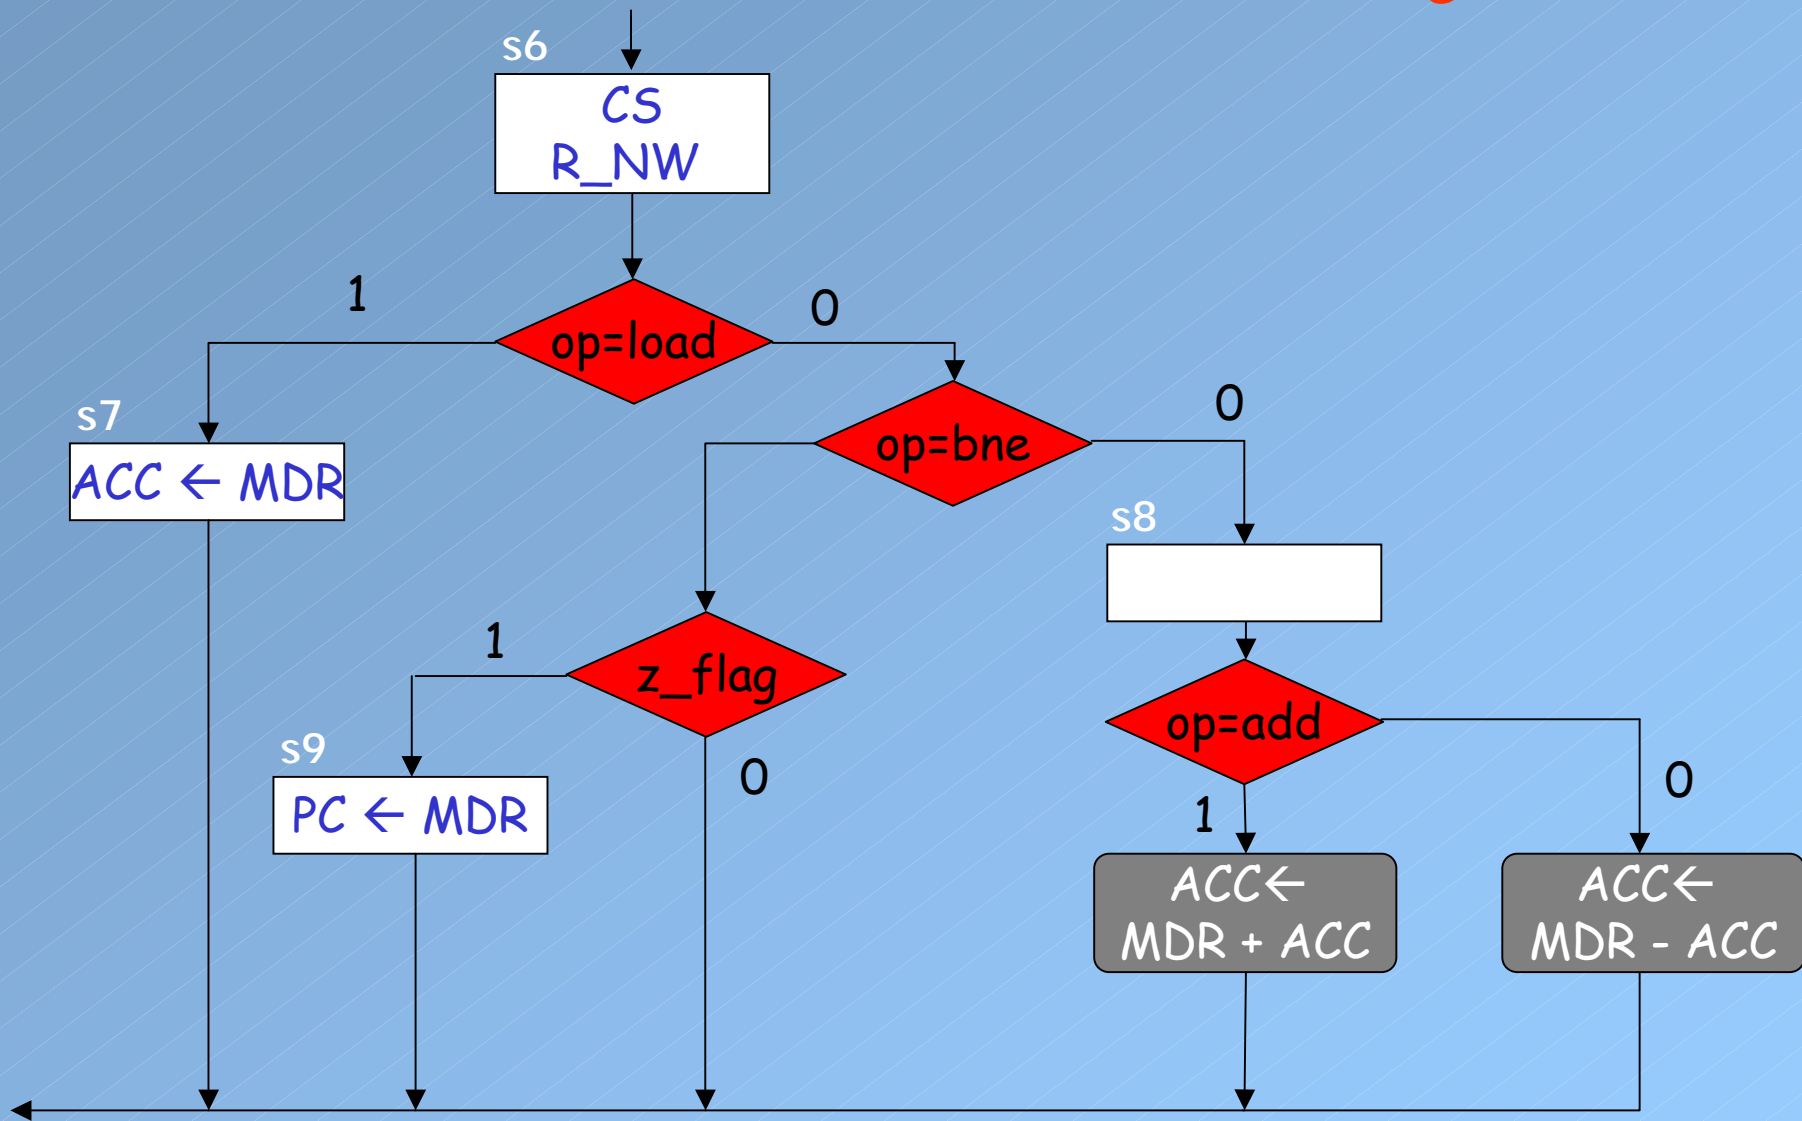 s6
CS
R_NW
1
0
op=load
s7
ACC ← MDR
0
op=bne
s8
1
z_flag
op=add
s9
PC ← MDR
0
1
0
ACC←
MDR + ACC
ACC←
MDR - ACC